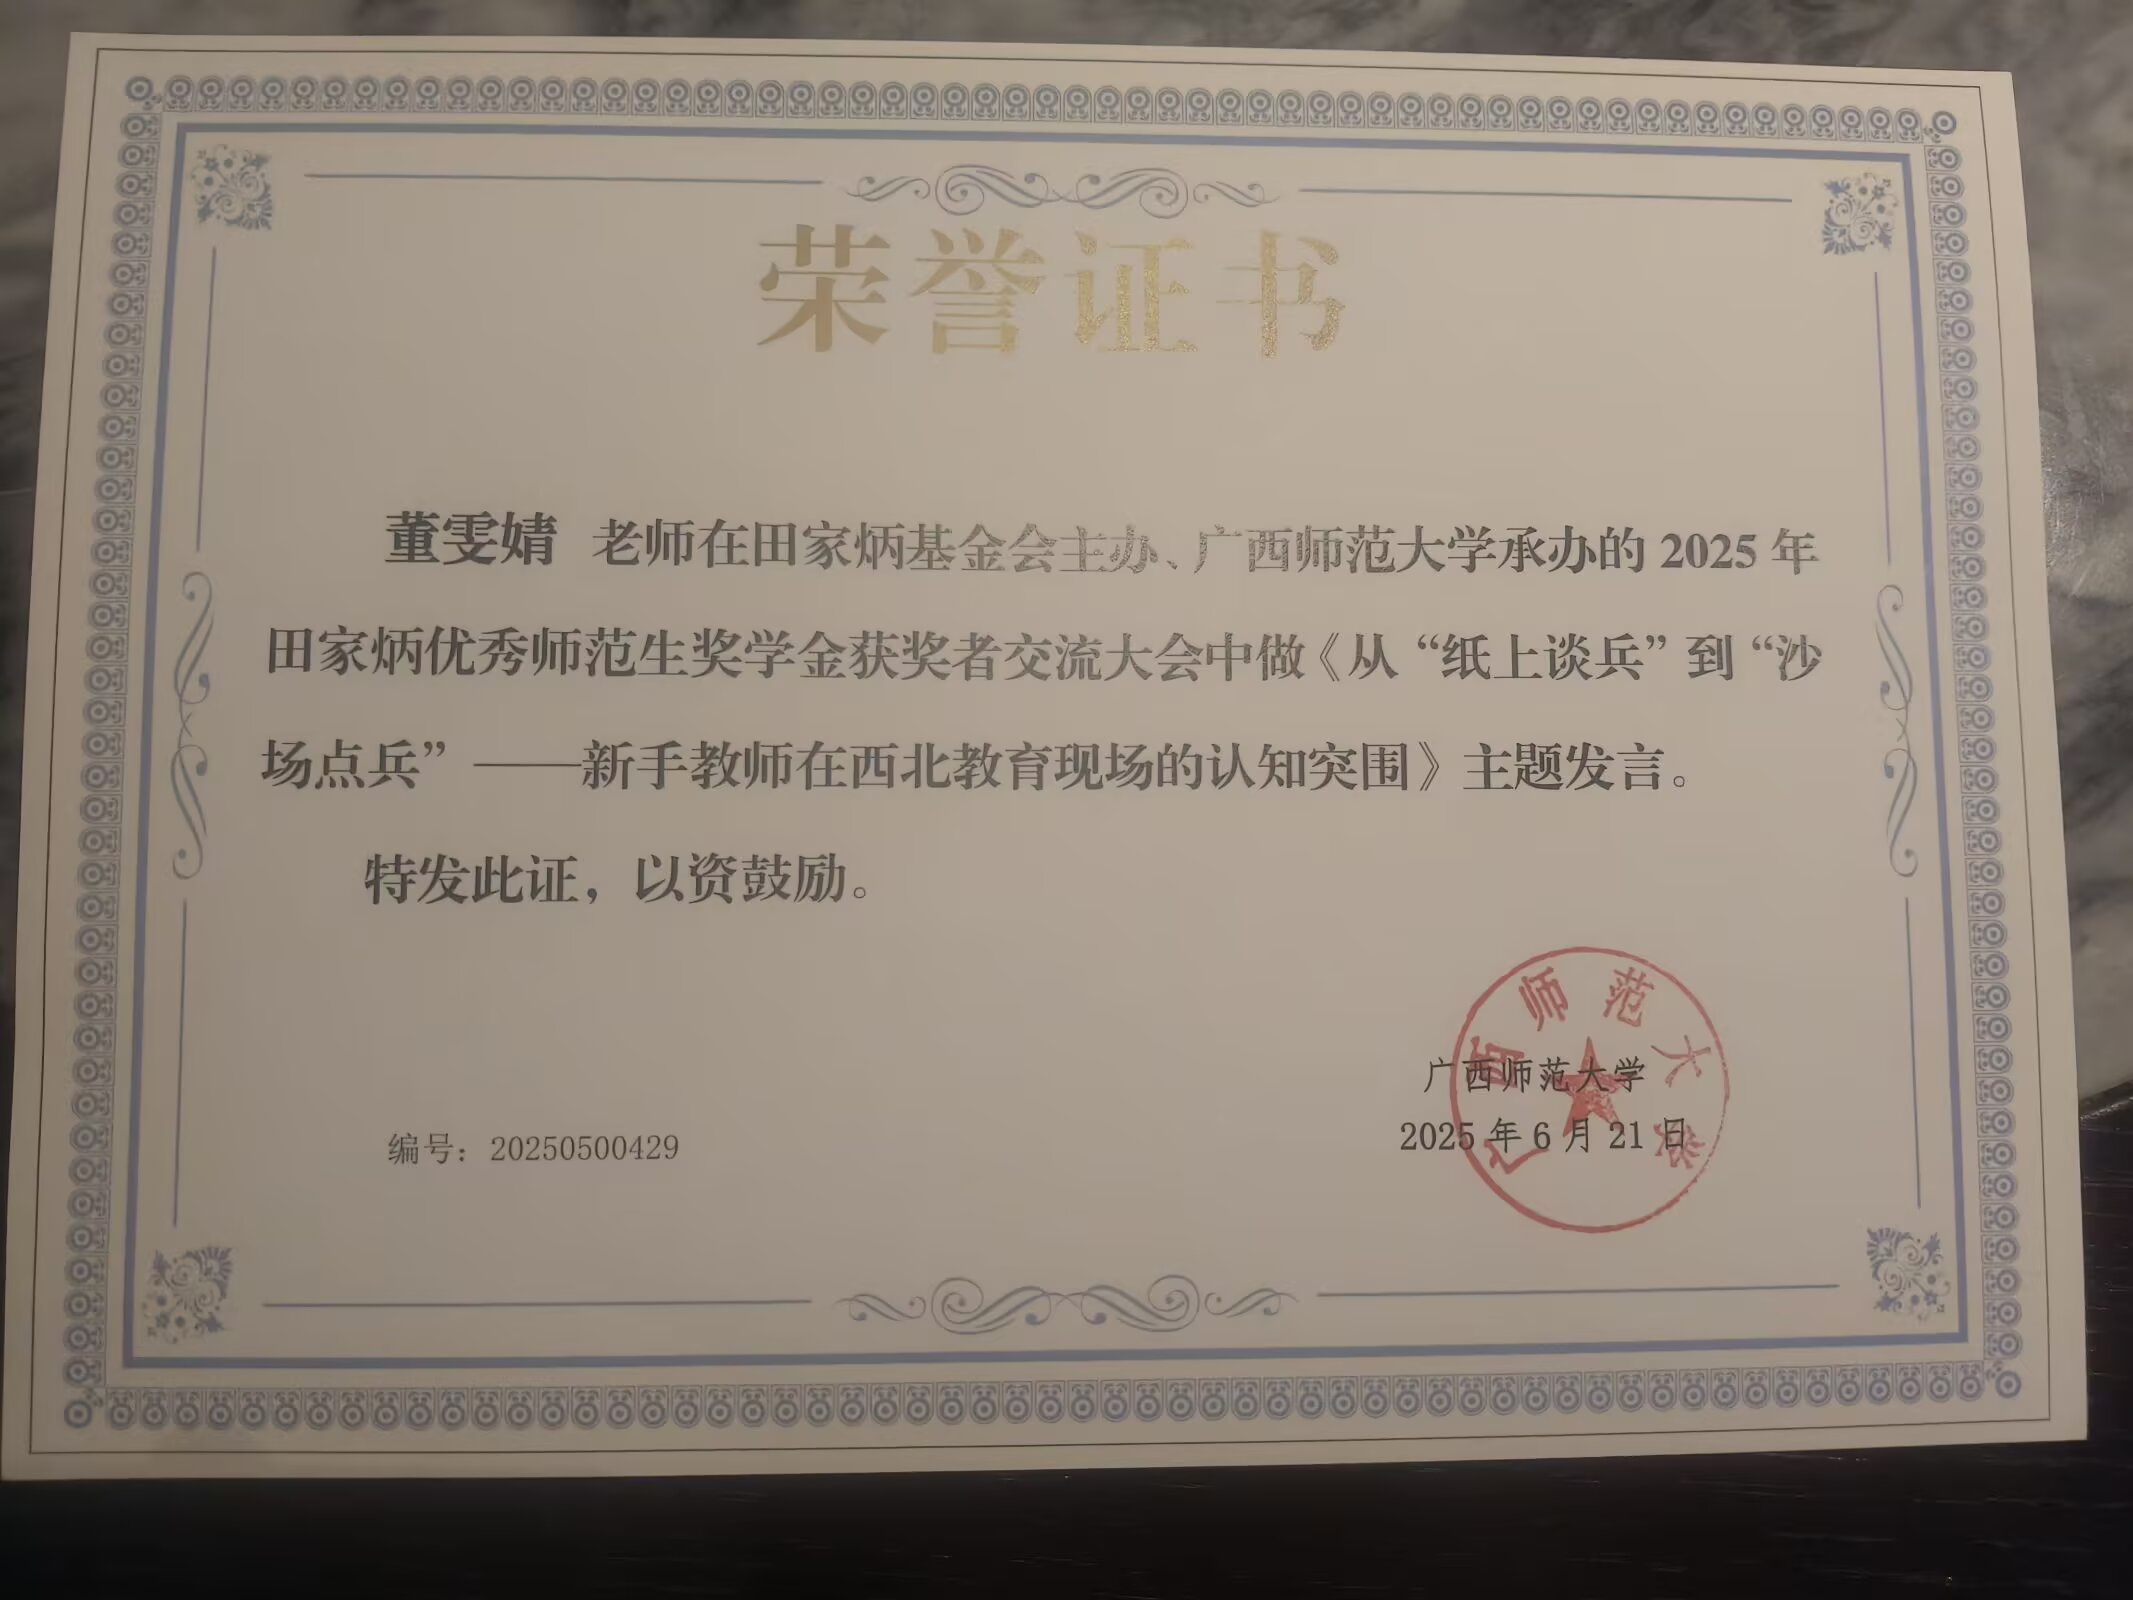 荣誉证书
董雯婧 老师在田家炳基金会主办、广西师范大学承办的 2025 年
田家炳优秀师范生奖学金获奖者交流大会中做《从“纸上谈兵”到“沙
场点兵”——新手教师在西北教育现场的认知突围》主题发言。
特发此证，以资鼓励。
广西师范大学
广西师范大学
编号：20250500429
2025 年 6 月 21 日